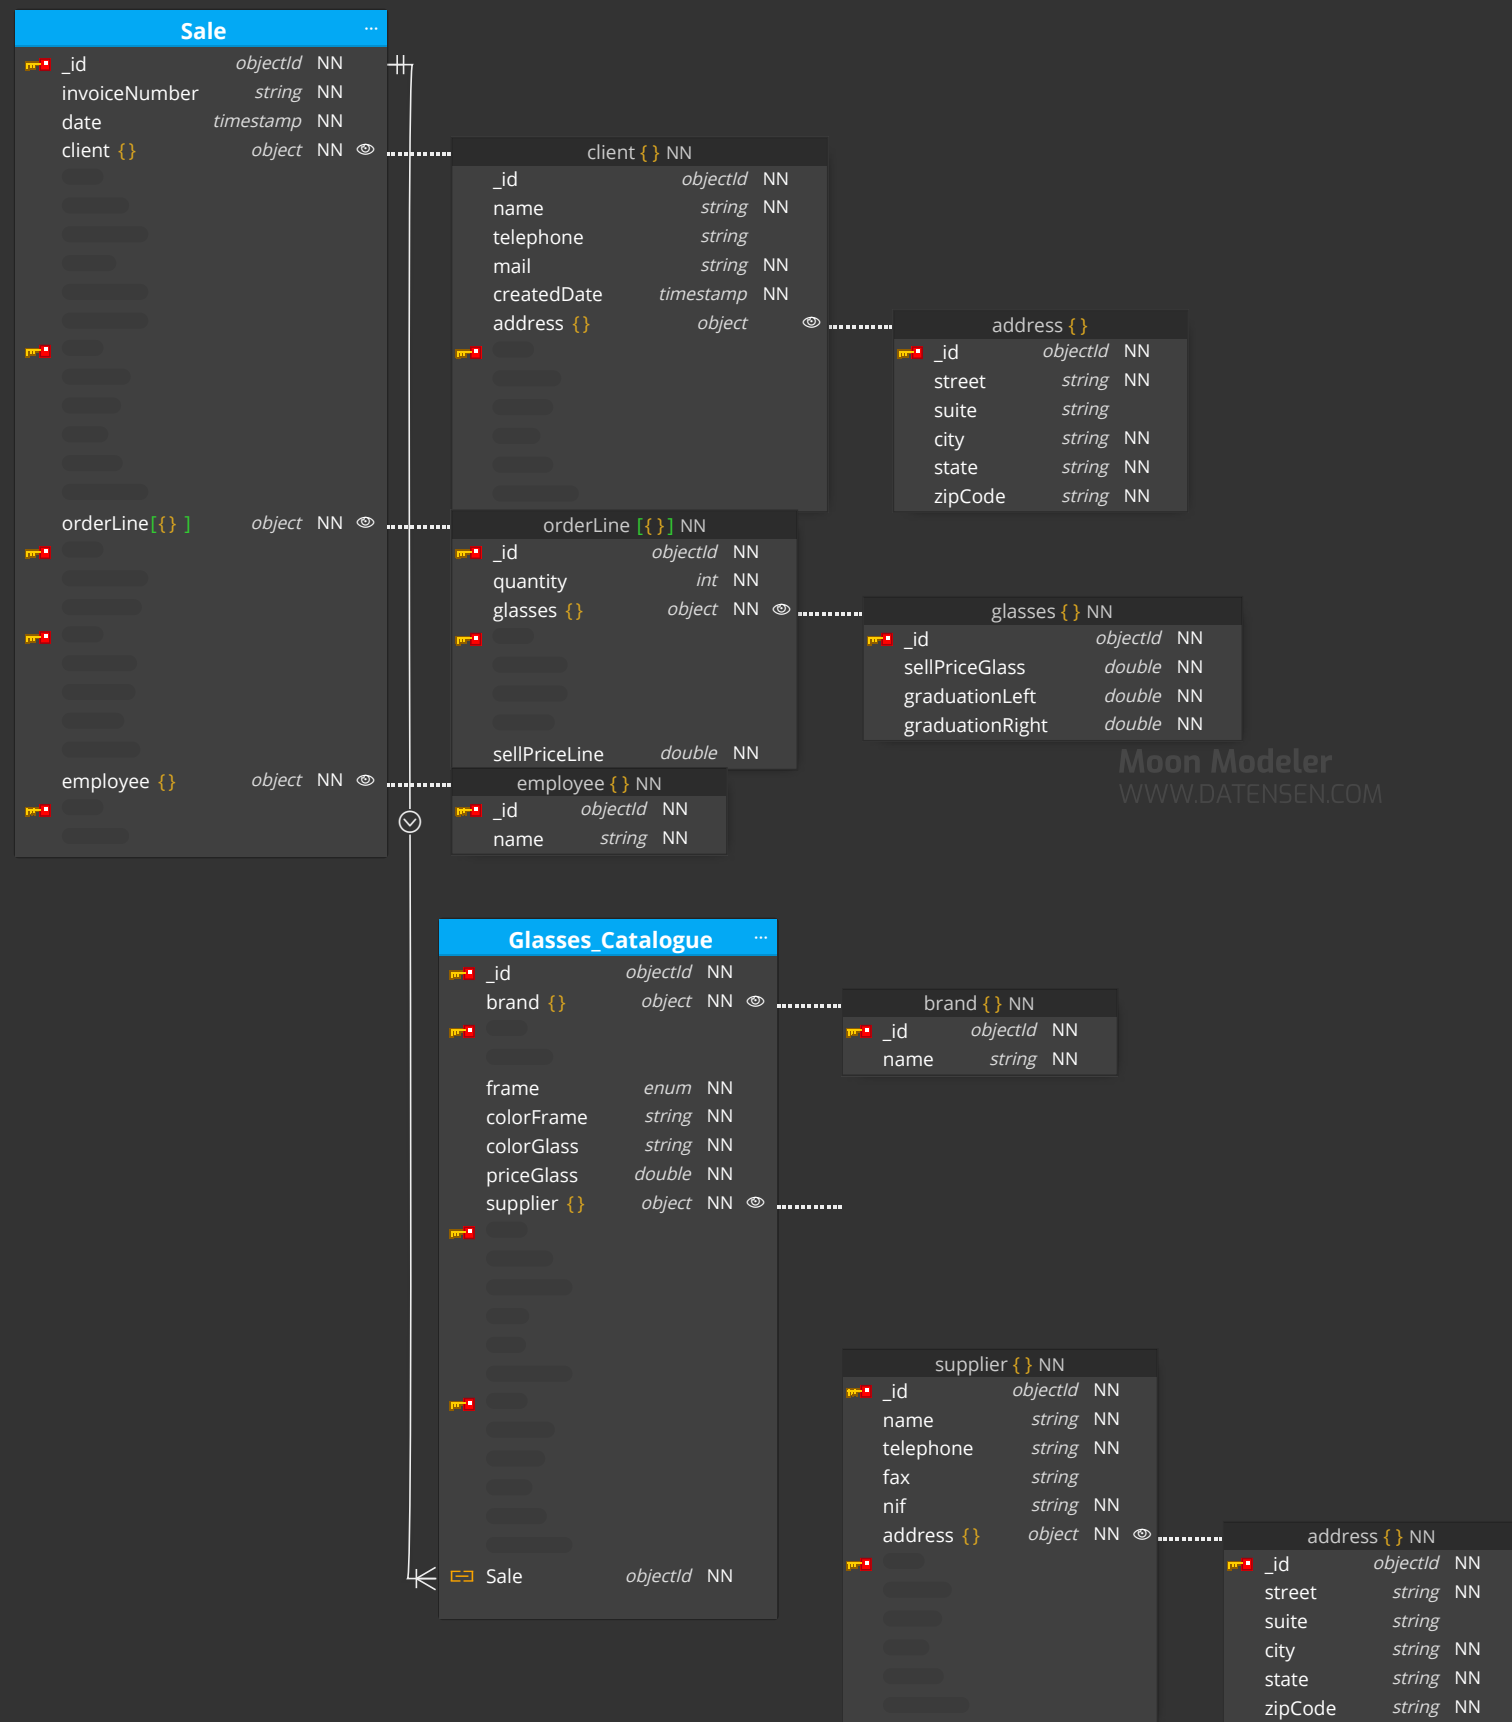 Sale ...
_id objectId NN
invoiceNumber string NN
date timestamp NN
client {} object NN
client { } NN
_id objectId NN
name string NN
telephone string
mail string NN
createdDate timestamp NN
address {} object
address { }
_id objectId NN
street string NN
suite string
city string NN
state string NN
zipCode string NN
orderLine[{} ] object NN
orderLine [{ }] NN
_id objectId NN
quantity int NN
glasses {} object NN
sellPriceLine double NN
glasses { } NN
_id objectId NN
sellPriceGlass double NN
graduationLeft double NN
graduationRight double NN
Moon Modeler
WWW.DATENSEN.COM
employee {} object NN
employee { } NN
_id objectId NN
name string NN
Glasses_Catalogue ...
_id objectId NN
brand {} object NN
frame enum NN
colorFrame string NN
colorGlass string NN
priceGlass double NN
supplier {} object NN
Sale objectId NN
brand { } NN
_id objectId NN
name string NN
supplier { } NN
_id objectId NN
name string NN
telephone string NN
fax string
nif string NN
address {} object NN
address { } NN
_id objectId NN
street string NN
suite string
city string NN
state string NN
zipCode string NN